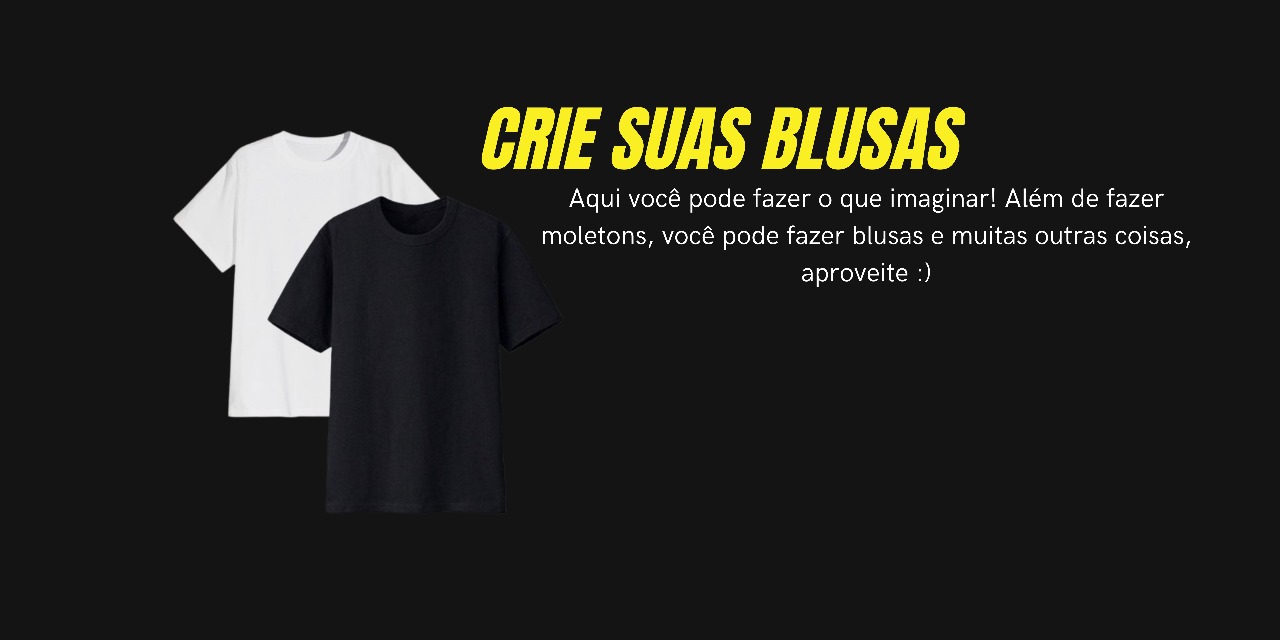 CRIE SUAS BLUSAS
Aqui você pode fazer o que imaginar! Além de fazer
moletons, você pode fazer blusas e muitas outras coisas,
aproveite :)